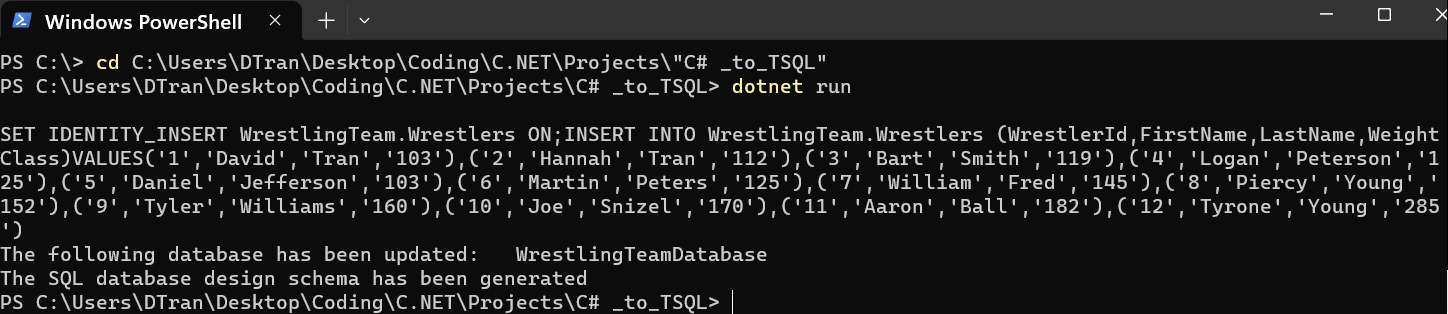 Windows PowerShell
PS C:\> cd C:\Users\DTran\Desktop\Coding\C.NET\Projects\"C# _to_TSQL"
PS C:\Users\DTran\Desktop\Coding\C.NET\Projects\C# _to_TSQL> dotnet run
SET IDENTITY_INSERT WrestlingTeam.Wrestlers ON;INSERT INTO WrestlingTeam.Wrestlers (WrestlerId,FirstName,LastName,Weight
Class)VALUES('1','David','Tran','103'),('2','Hannah','Tran','112'),('3','Bart','Smith','119'),('4','Logan','Peterson','1
25'),('5','Daniel','Jefferson','103'),('6','Martin','Peters','125'),('7','William','Fred','145'),('8','Piercy','Young','
152'),('9','Tyler','Williams','160'),('10','Joe','Snizel','170'),('11','Aaron','Ball','182'),('12','Tyrone','Young','285
')
The following database has been updated:   WrestlingTeamDatabase
The SQL database design schema has been generated
PS C:\Users\DTran\Desktop\Coding\C.NET\Projects\C# _to_TSQL>